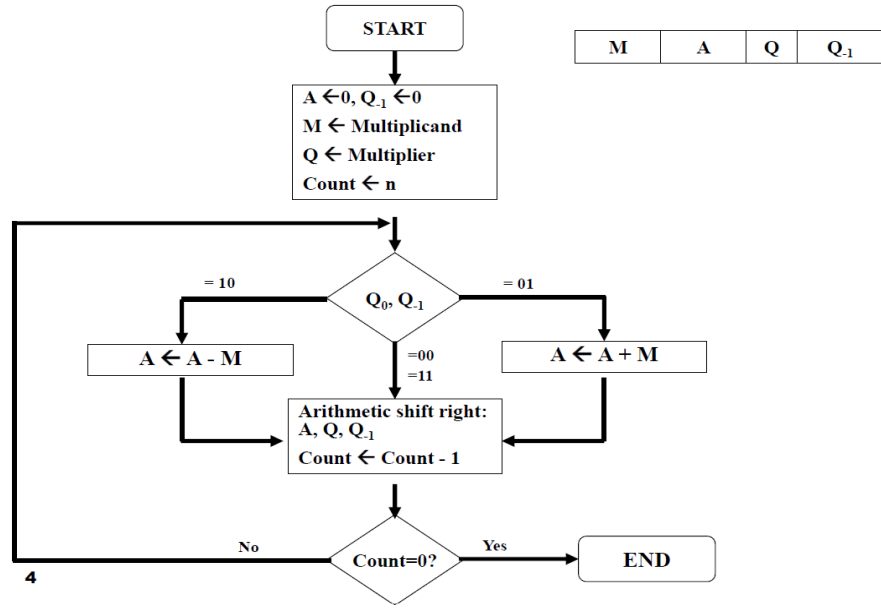 START
M A Q Q₋₁
A ←0, Q₋₁ ←0
M ← Multiplicand
Q ← Multiplier
Count ← n
= 10
= 01
Q₀, Q₋₁
A ← A - M
=00
=11
A ← A + M
Arithmetic shift right:
A, Q, Q₋₁
Count ← Count - 1
No
Count=0?
Yes
END
4